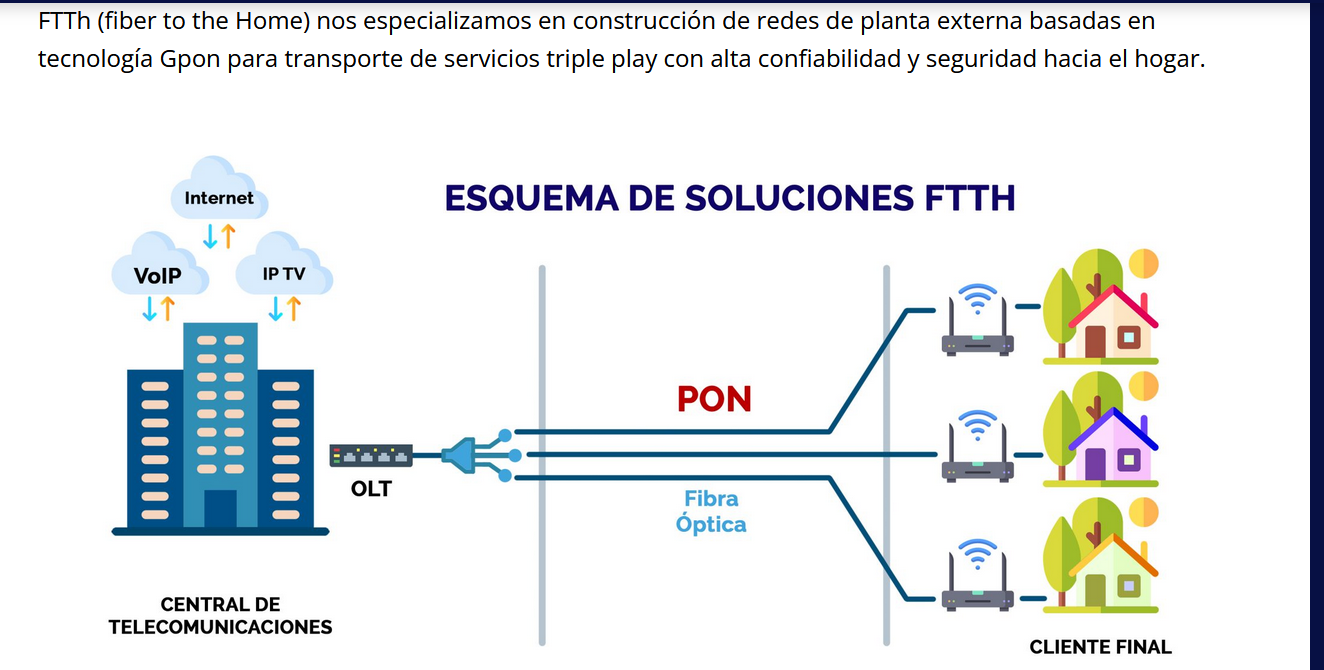 FTTh (fiber to the Home) nos especializamos en construcción de redes de planta externa basadas en
tecnología Gpon para transporte de servicios triple play con alta confiabilidad y seguridad hacia el hogar.
ESQUEMA DE SOLUCIONES FTTH
Internet
VoIP
IP TV
OLT
PON
Fibra
Óptica
CENTRAL DE
TELECOMUNICACIONES
CLIENTE FINAL